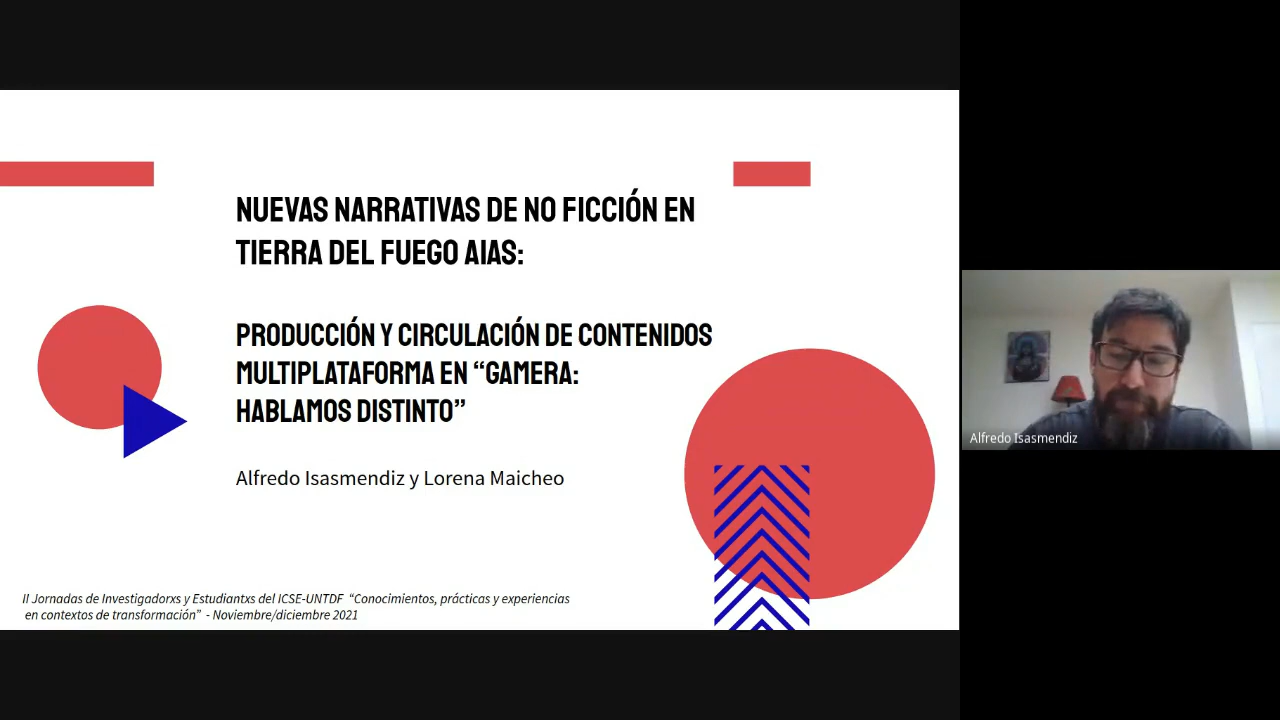 NUEVAS NARRATIVAS DE NO FICCIÓN EN
TIERRA DEL FUEGO AIAS:
PRODUCCIÓN Y CIRCULACIÓN DE CONTENIDOS
MULTIPLATAFORMA EN “GAMERA:
HABLAMOS DISTINTO”
Alfredo Isasmendiz y Lorena Maicheo
II Jornadas de Investigadorxs y Estudiantxs del ICSE-UNTDF “Conocimientos, prácticas y experiencias
en contextos de transformación” - Noviembre/diciembre 2021
Alfredo Isasmendiz